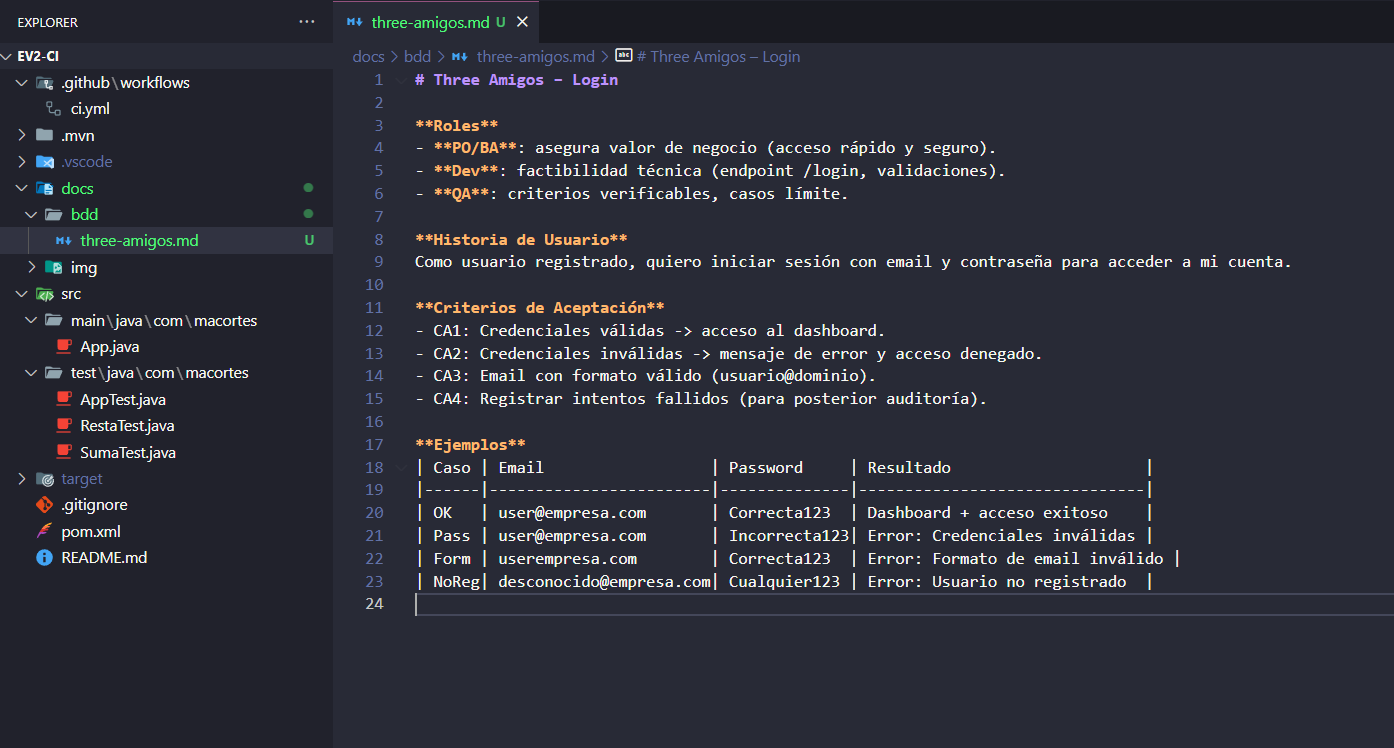 EXPLORER
EV2-CI
.github\workflows
ci.yml
.mvn
.vscode
docs
bdd
three-amigos.md U
img
src
main\java\com\macortes
App.java
test\java\com\macortes
AppTest.java
RestaTest.java
SumaTest.java
target
.gitignore
pom.xml
README.md
three-amigos.md U
docs > bdd > three-amigos.md > # Three Amigos – Login
1 # Three Amigos – Login
2
3 **Roles**
4 - **PO/BA**: asegura valor de negocio (acceso rápido y seguro).
5 - **Dev**: factibilidad técnica (endpoint /login, validaciones).
6 - **QA**: criterios verificables, casos límite.
7
8 **Historia de Usuario**
9 Como usuario registrado, quiero iniciar sesión con email y contraseña para acceder a mi cuenta.
10
11 **Criterios de Aceptación**
12 - CA1: Credenciales válidas -> acceso al dashboard.
13 - CA2: Credenciales inválidas -> mensaje de error y acceso denegado.
14 - CA3: Email con formato válido (usuario@dominio).
15 - CA4: Registrar intentos fallidos (para posterior auditoría).
16
17 **Ejemplos**
18 | Caso | Email                  | Password     | Resultado                     |
19 |------|------------------------|--------------|-------------------------------|
20 | OK   | user@empresa.com       | Correcta123  | Dashboard + acceso exitoso    |
21 | Pass | user@empresa.com       | Incorrecta123| Error: Credenciales inválidas |
22 | Form | userempresa.com        | Correcta123  | Error: Formato de email inválido |
23 | NoReg| desconocido@empresa.com| Cualquier123 | Error: Usuario no registrado  |
24